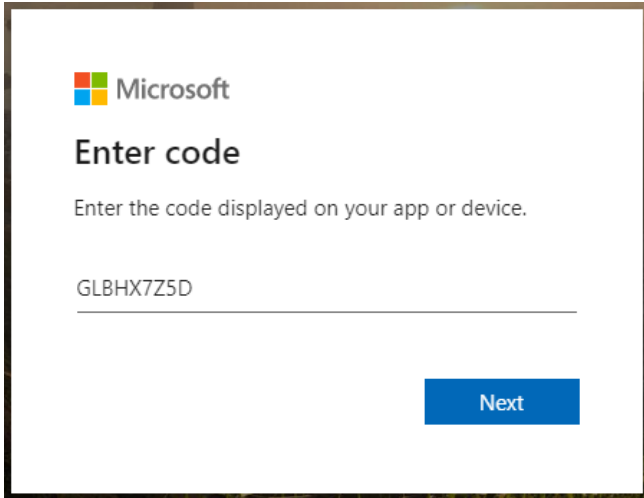 Microsoft
Enter code
Enter the code displayed on your app or device.
GLBHX7Z5D
Next